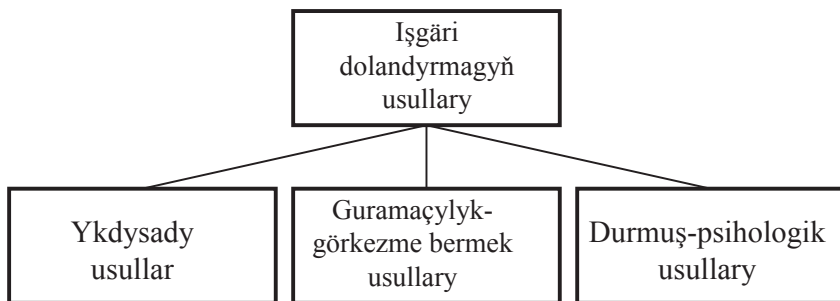 Işgäri
dolandyrmagyň
usullary
Ykdysady
usullar
Guramaçylyk-
görkezme bermek
usullary
Durmuş-psihologik
usullary